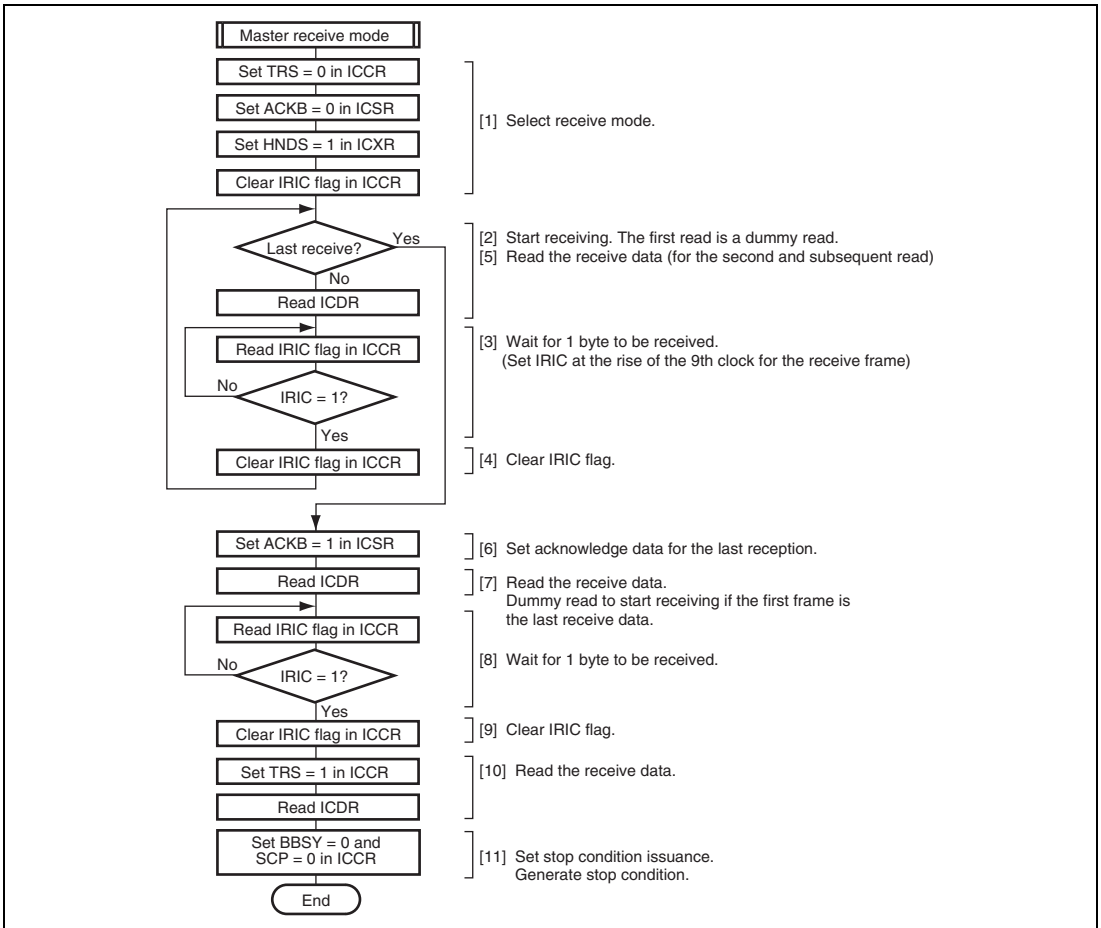 Master receive mode
Set TRS = 0 in ICCR
Set ACKB = 0 in ICSR
[1] Select receive mode.
Set HNDS = 1 in ICXR
Clear IRIC flag in ICCR
Last receive?
Yes
No
[2] Start receiving. The first read is a dummy read.
[5] Read the receive data (for the second and subsequent read)
Read ICDR
Read IRIC flag in ICCR
[3] Wait for 1 byte to be received.
(Set IRIC at the rise of the 9th clock for the receive frame)
No
IRIC = 1?
Yes
Clear IRIC flag in ICCR
[4] Clear IRIC flag.
Set ACKB = 1 in ICSR
[6] Set acknowledge data for the last reception.
Read ICDR
[7] Read the receive data.
Dummy read to start receiving if the first frame is
the last receive data.
Read IRIC flag in ICCR
No
IRIC = 1?
[8] Wait for 1 byte to be received.
Yes
Clear IRIC flag in ICCR
[9] Clear IRIC flag.
Set TRS = 1 in ICCR
[10] Read the receive data.
Read ICDR
Set BBSY = 0 and
SCP = 0 in ICCR
[11] Set stop condition issuance.
Generate stop condition.
End